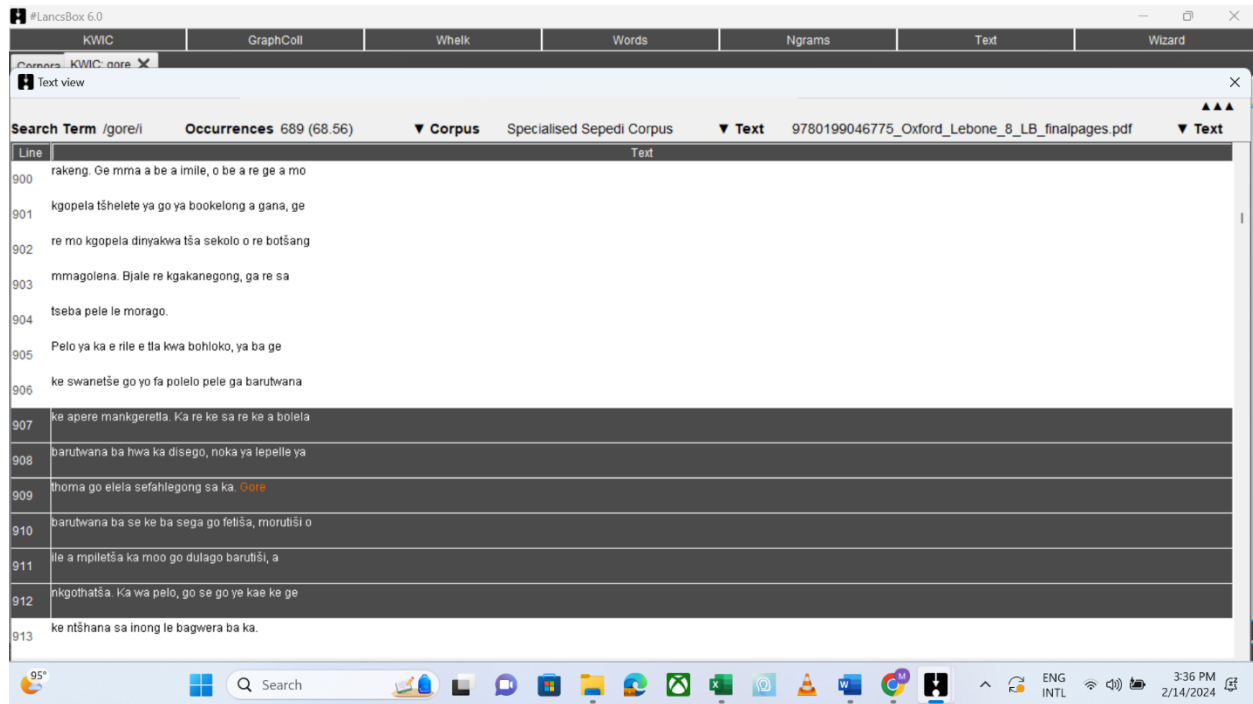 #LancsBox 6.0
KWIC GraphColl Whelk Words Ngrams Text Wizard
Corpora KWIC: gore
Text view
▲▲▲
Search Term /gore/i Occurrences 689 (68.56) ▼ Corpus Specialised Sepedi Corpus ▼ Text 9780199046775_Oxford_Lebone_8_LB_finalpages.pdf ▼ Text
Line Text
900 rakeng. Ge mma a be a imile, o be a re ge a mo
901 kgopela tšhelete ya go ya bookelong a gana, ge
902 re mo kgopela dinyakwa tša sekolo o re botšang
903 mmagolena. Bjale re kgakanegong, ga re sa
904 tseba pele le morago.
905 Pelo ya ka e rile e tla kwa bohloko, ya ba ge
906 ke swanetše go yo fa polelo pele ga barutwana
907 ke apere mankgeretla. Ka re ke sa re ke a bolela
908 barutwana ba hwa ka disego, noka ya lepelle ya
909 thoma go elela sefahlegong sa ka. Gore
910 barutwana ba se ke ba sega go fetiša, morutiši o
911 ile a mpiletša ka moo go dulago barutiši, a
912 nkgothatša. Ka wa pelo, go se go ye kae ke ge
913 ke ntšhana sa inong le bagwera ba ka.
95°
Search
ENG
INTL
3:36 PM
2/14/2024